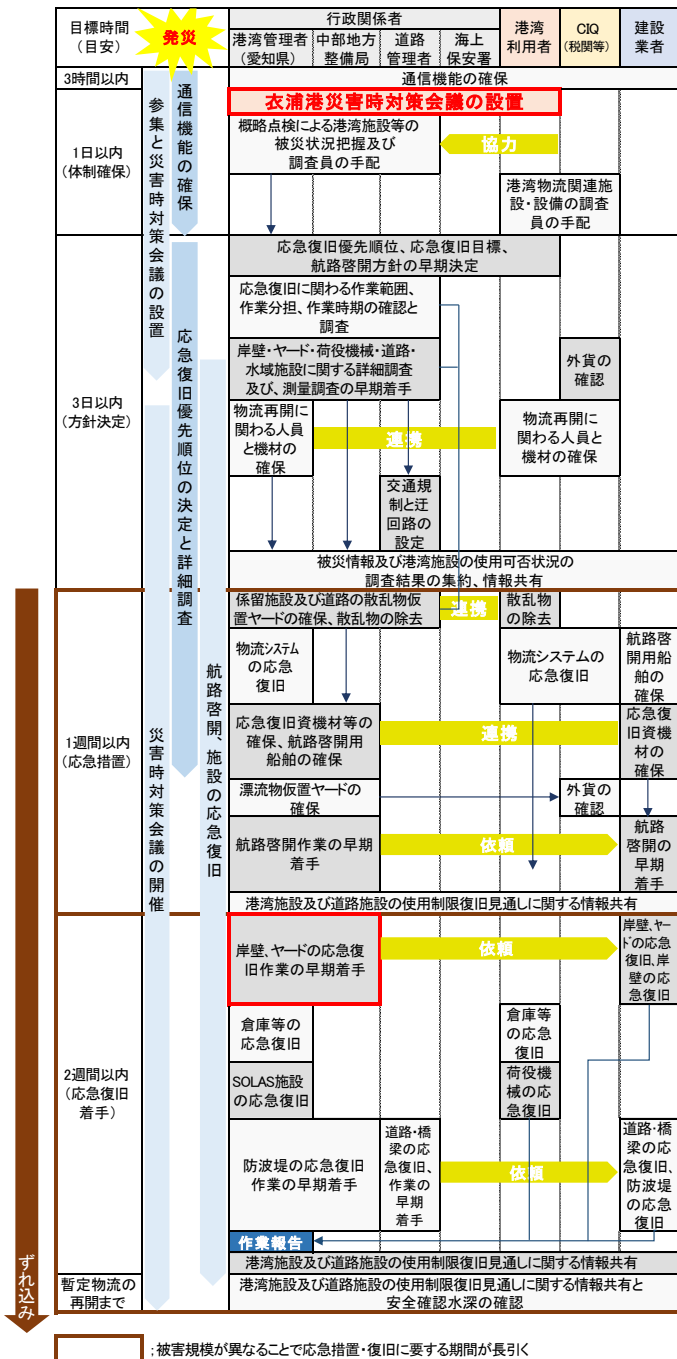 目標時間
(目安)
発災
行政関係者
港湾管理者
(愛知県)
中部地方
整備局
道路
管理者
海上
保安署
港湾
利用者
CIQ
(税関等)
建設
業者
3時間以内
通信機能の確保
1日以内
(体制確保)
参集と災害時対策会議の設置
通信機能の確保
衣浦港災害時対策会議の設置
概略点検による港湾施設等の
被災状況把握及び
調査員の手配
協力
港湾物流関連施
設・設備の調査
員の手配
3日以内
(方針決定)
応急復旧優先順位の決定と詳細調査
応急復旧優先順位、応急復旧目標、
航路啓開方針の早期決定
応急復旧に関わる作業範囲、
作業分担、作業時期の確認と
調査
岸壁・ヤード・荷役機械・道路・
水域施設に関する詳細調査
及び、測量調査の早期着手
外貨の
確認
物流再開に
関わる人員
と機材の
確保
連携
物流再開に
関わる人員と
機材の確保
交通規
制と迂
回路の
設定
被災情報及び港湾施設の使用可否状況の
調査結果の集約、情報共有
1週間以内
(応急措置)
災害時対策会議の開催
航路啓開、施設の応急復旧
係留施設及び道路の散乱物仮
置ヤードの確保、散乱物の除去
連携
散乱物
の除去
物流システム
の応急
復旧
物流システムの
応急復旧
航路啓
開用船
舶の
確保
応急復旧資機材等の
確保、航路啓開用
船舶の確保
連携
応急復
旧資機
材の
確保
漂流物仮置ヤードの
確保
外貨の
確認
航路啓開作業の早期
着手
依頼
航路
啓開の
早期
着手
港湾施設及び道路施設の使用制限復旧見通しに関する情報共有
2週間以内
(応急復旧
着手)
岸壁、ヤードの応急復
旧作業の早期着手
依頼
岸壁、ヤー
ドの応急
復旧、岸
壁の応
急復旧
倉庫等の
応急復旧
倉庫等
の応急
復旧
SOLAS施設
の応急復旧
荷役機
械の応
急復旧
防波堤の応急復旧
作業の早期着手
道路・橋
梁の応
急復旧、
作業の
早期
着手
依頼
道路・橋
梁の応
急復旧、
防波堤
の応急
復旧
作業報告
港湾施設及び道路施設の使用制限復旧見通しに関する情報共有
ずれ込み
暫定物流の
再開まで
港湾施設及び道路施設の使用制限復旧見通しに関する情報共有と
安全確認水深の確認
:被害規模が異なることで応急措置・復旧に要する期間が長引く